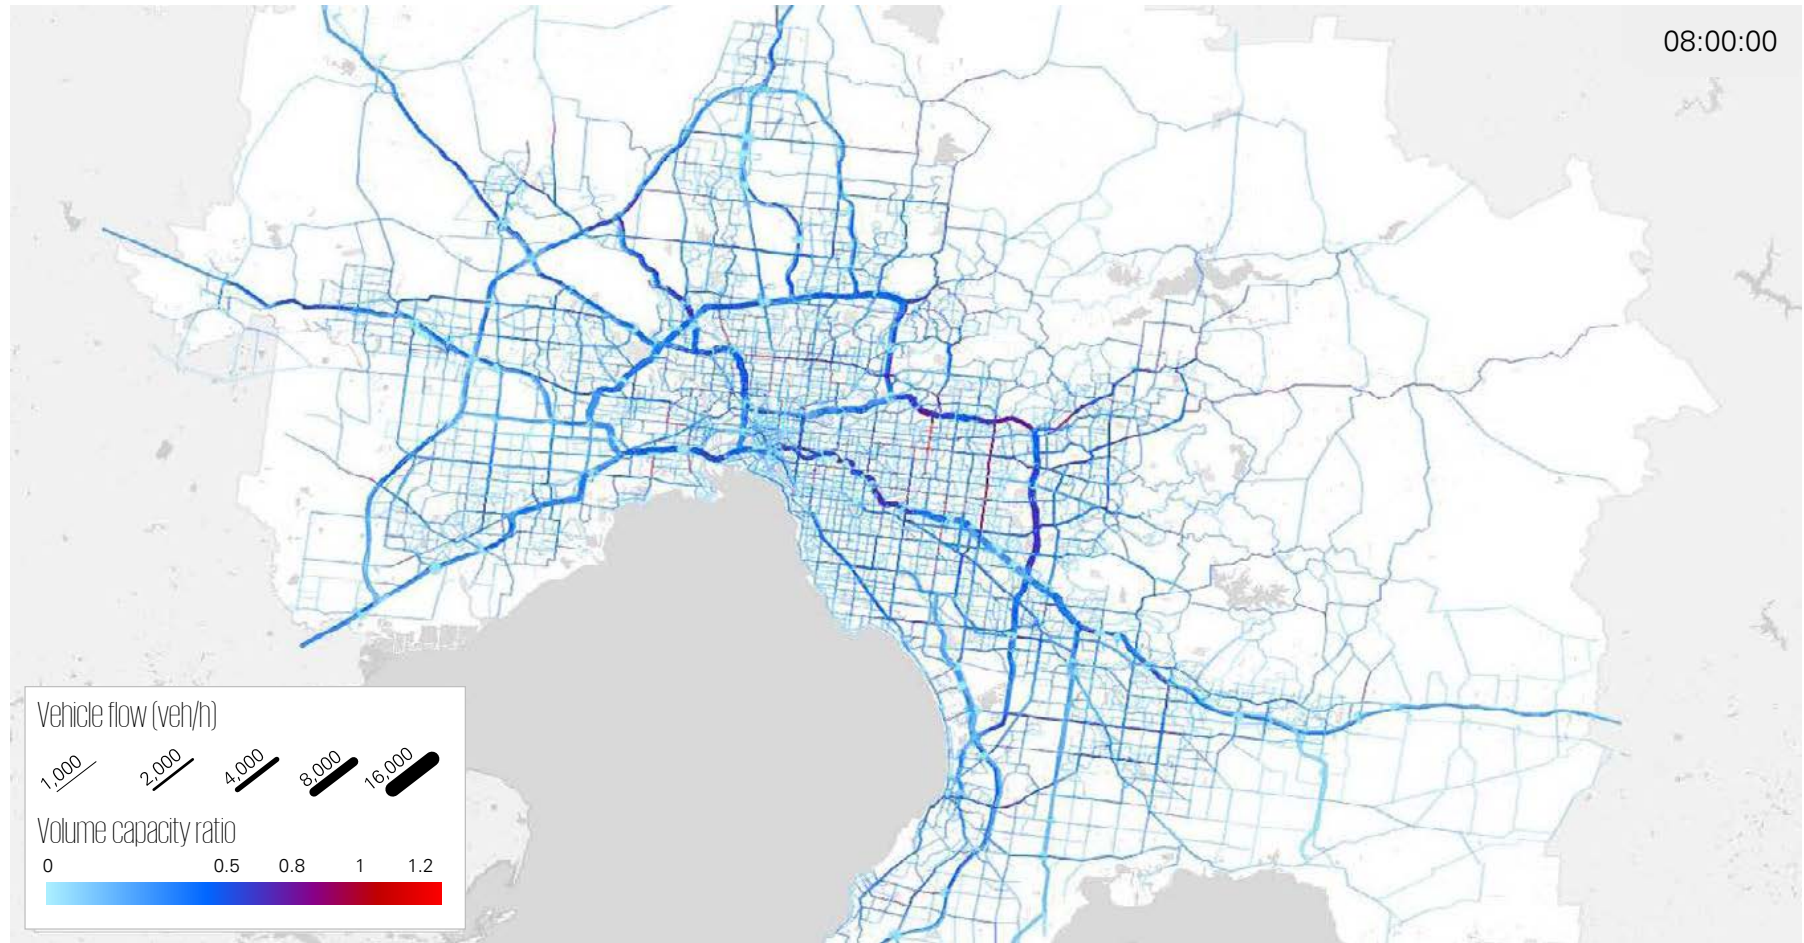 08:00:00
Vehicle flow (veh/h)
1,000 2,000 4,000 8,000 16,000
Volume capacity ratio
0 0.5 0.8 1 1.2